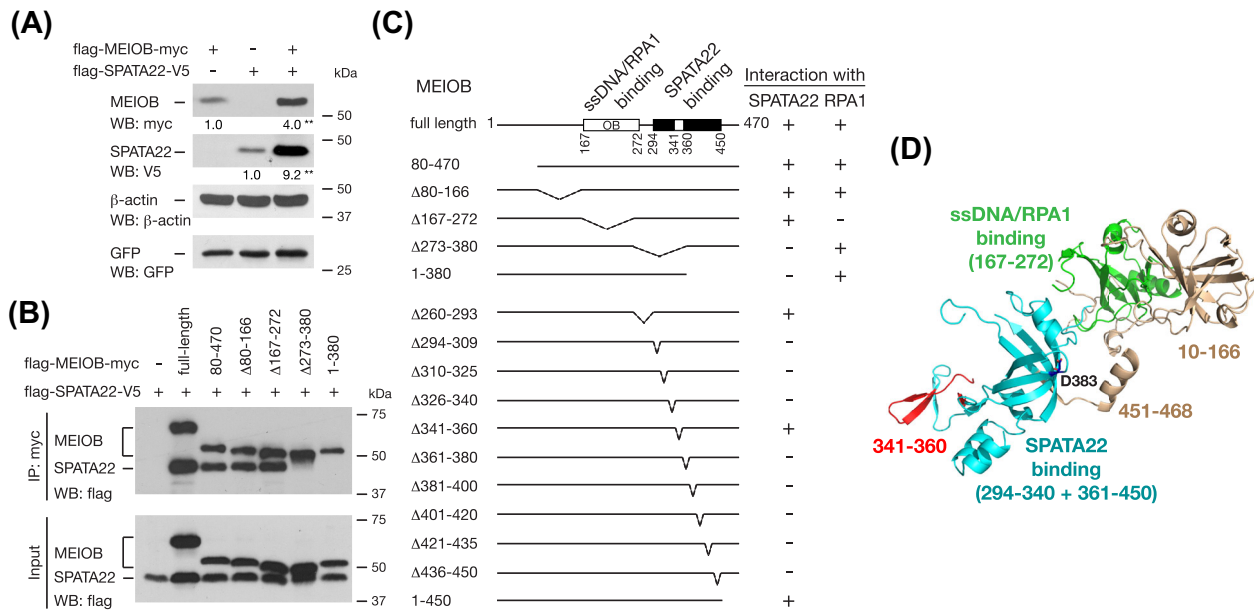 (A)
flag-MEIOB-myc + - +
flag-SPATA22-V5 - + +
kDa
MEIOB
WB: myc
1.0 4.0 **
50
SPATA22
WB: V5
1.0 9.2 **
50
β-actin
WB: β-actin
50
37
GFP
WB: GFP
25
(B)
flag-MEIOB-myc - full-length 80-470 Δ80-166 Δ167-272 Δ273-380 1-380
flag-SPATA22-V5 + + + + + + +
kDa
IP: myc
MEIOB
SPATA22
WB: flag
75
50
37
Input
MEIOB
SPATA22
WB: flag
75
50
37
(C)
MEIOB
ssDNA/RPA1 binding
SPATA22 binding
Interaction with
SPATA22 RPA1
full length 1 OB 470 + +
167 272 294 341 360 450
80-470 + +
Δ80-166 + +
Δ167-272 + –
Δ273-380 – +
1-380 – +
Δ260-293 +
Δ294-309 –
Δ310-325 –
Δ326-340 –
Δ341-360 +
Δ361-380 –
Δ381-400 –
Δ401-420 –
Δ421-435 –
Δ436-450 –
1-450 +
(D)
ssDNA/RPA1
binding
(167-272)
10-166
D383
451-468
341-360
SPATA22
binding
(294-340 + 361-450)